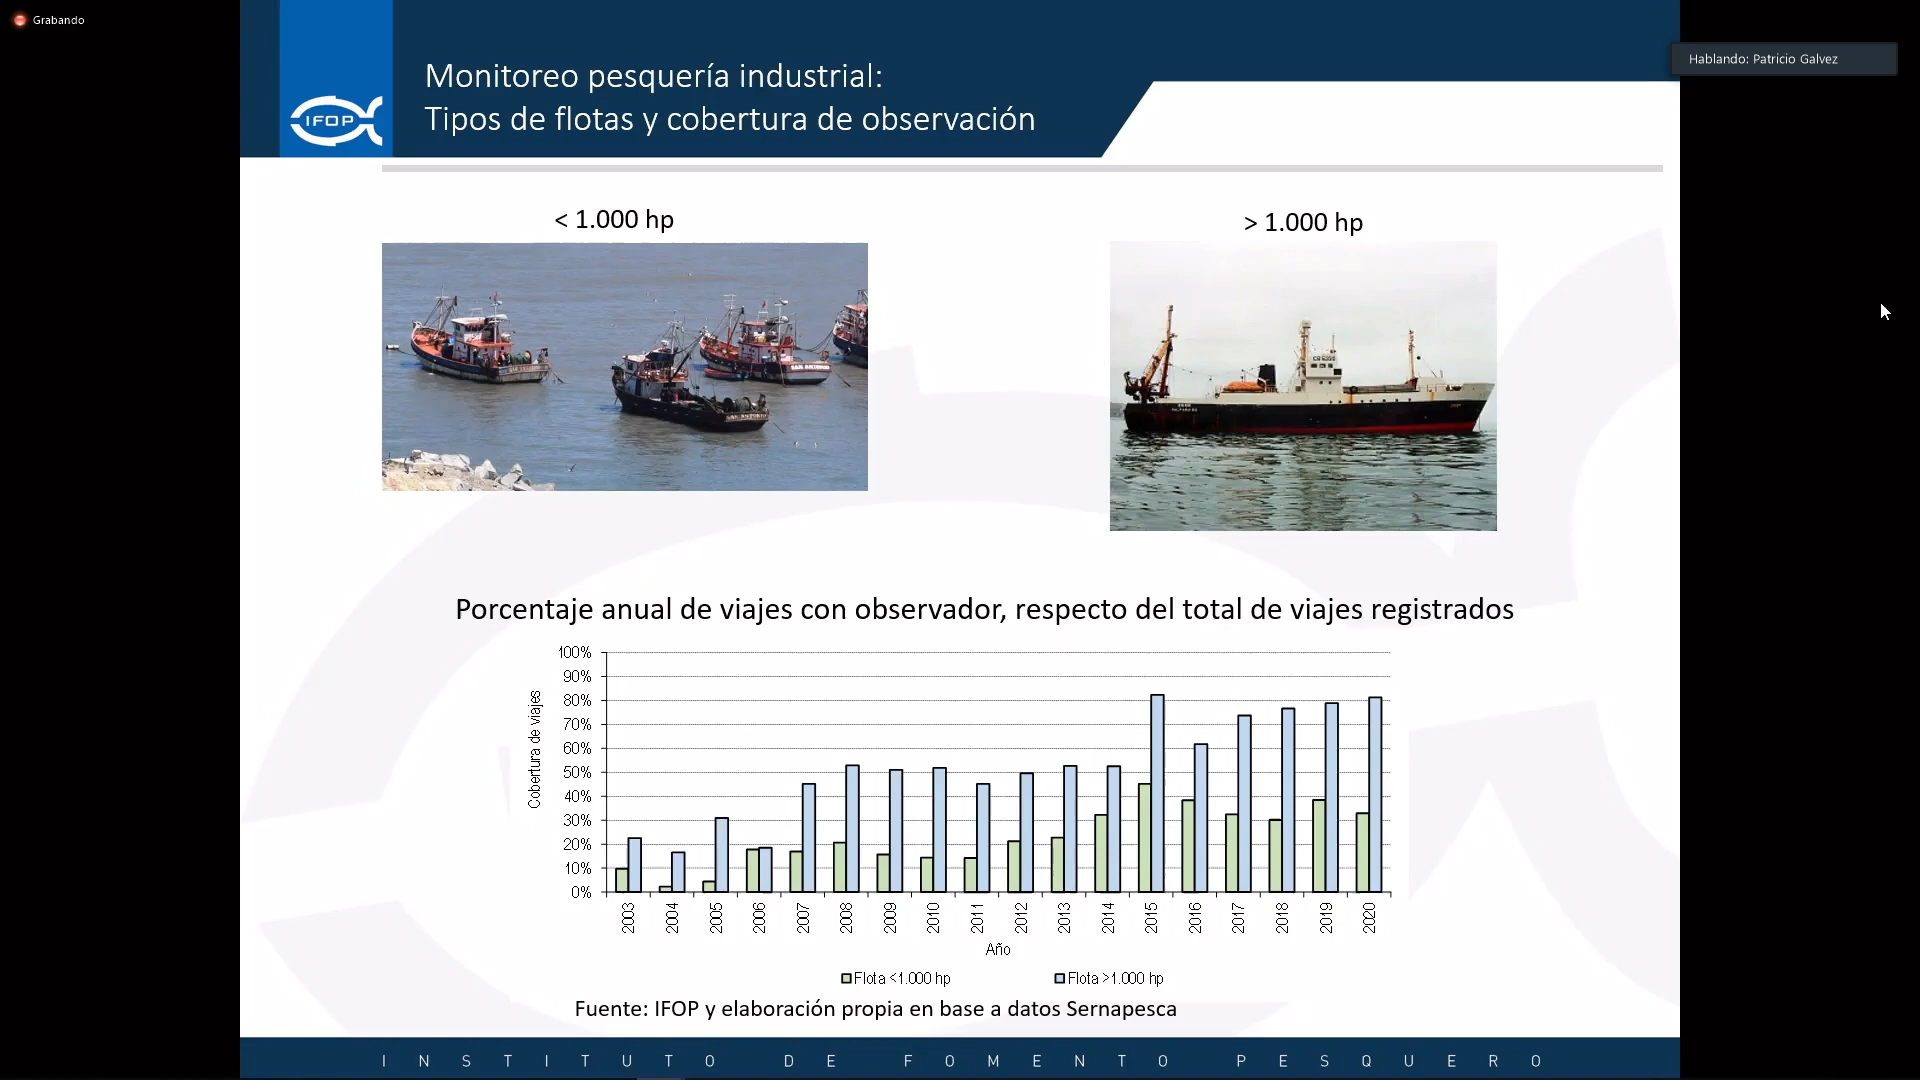 Grabando
Hablando: Patricio Galvez
IFOP
Monitoreo pesquería industrial:
Tipos de flotas y cobertura de observación
< 1.000 hp
> 1.000 hp
Porcentaje anual de viajes con observador, respecto del total de viajes registrados
Cobertura de viajes
100%
90%
80%
70%
60%
50%
40%
30%
20%
10%
0%
2003 2004 2005 2006 2007 2008 2009 2010 2011 2012 2013 2014 2015 2016 2017 2018 2019 2020
Año
Flota <1.000 hp Flota >1.000 hp
Fuente: IFOP y elaboración propia en base a datos Sernapesca
INSTITUTO DE FOMENTO PESQUERO